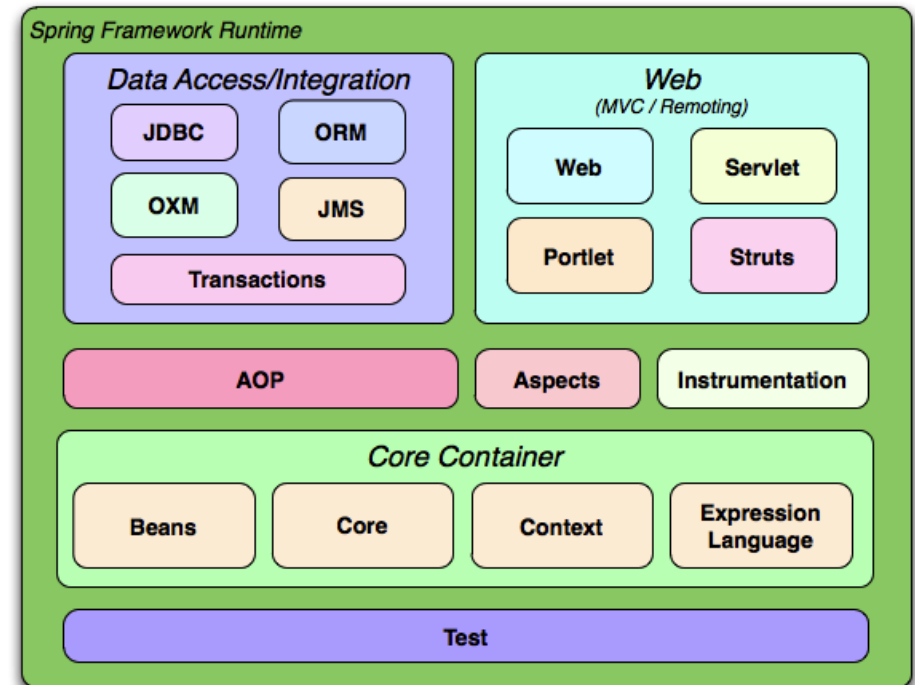 Spring Framework Runtime
Data Access/Integration
JDBC
ORM
OXM
JMS
Transactions
Web
(MVC / Remoting)
Web
Servlet
Portlet
Struts
AOP
Aspects
Instrumentation
Core Container
Beans
Core
Context
Expression
Language
Test